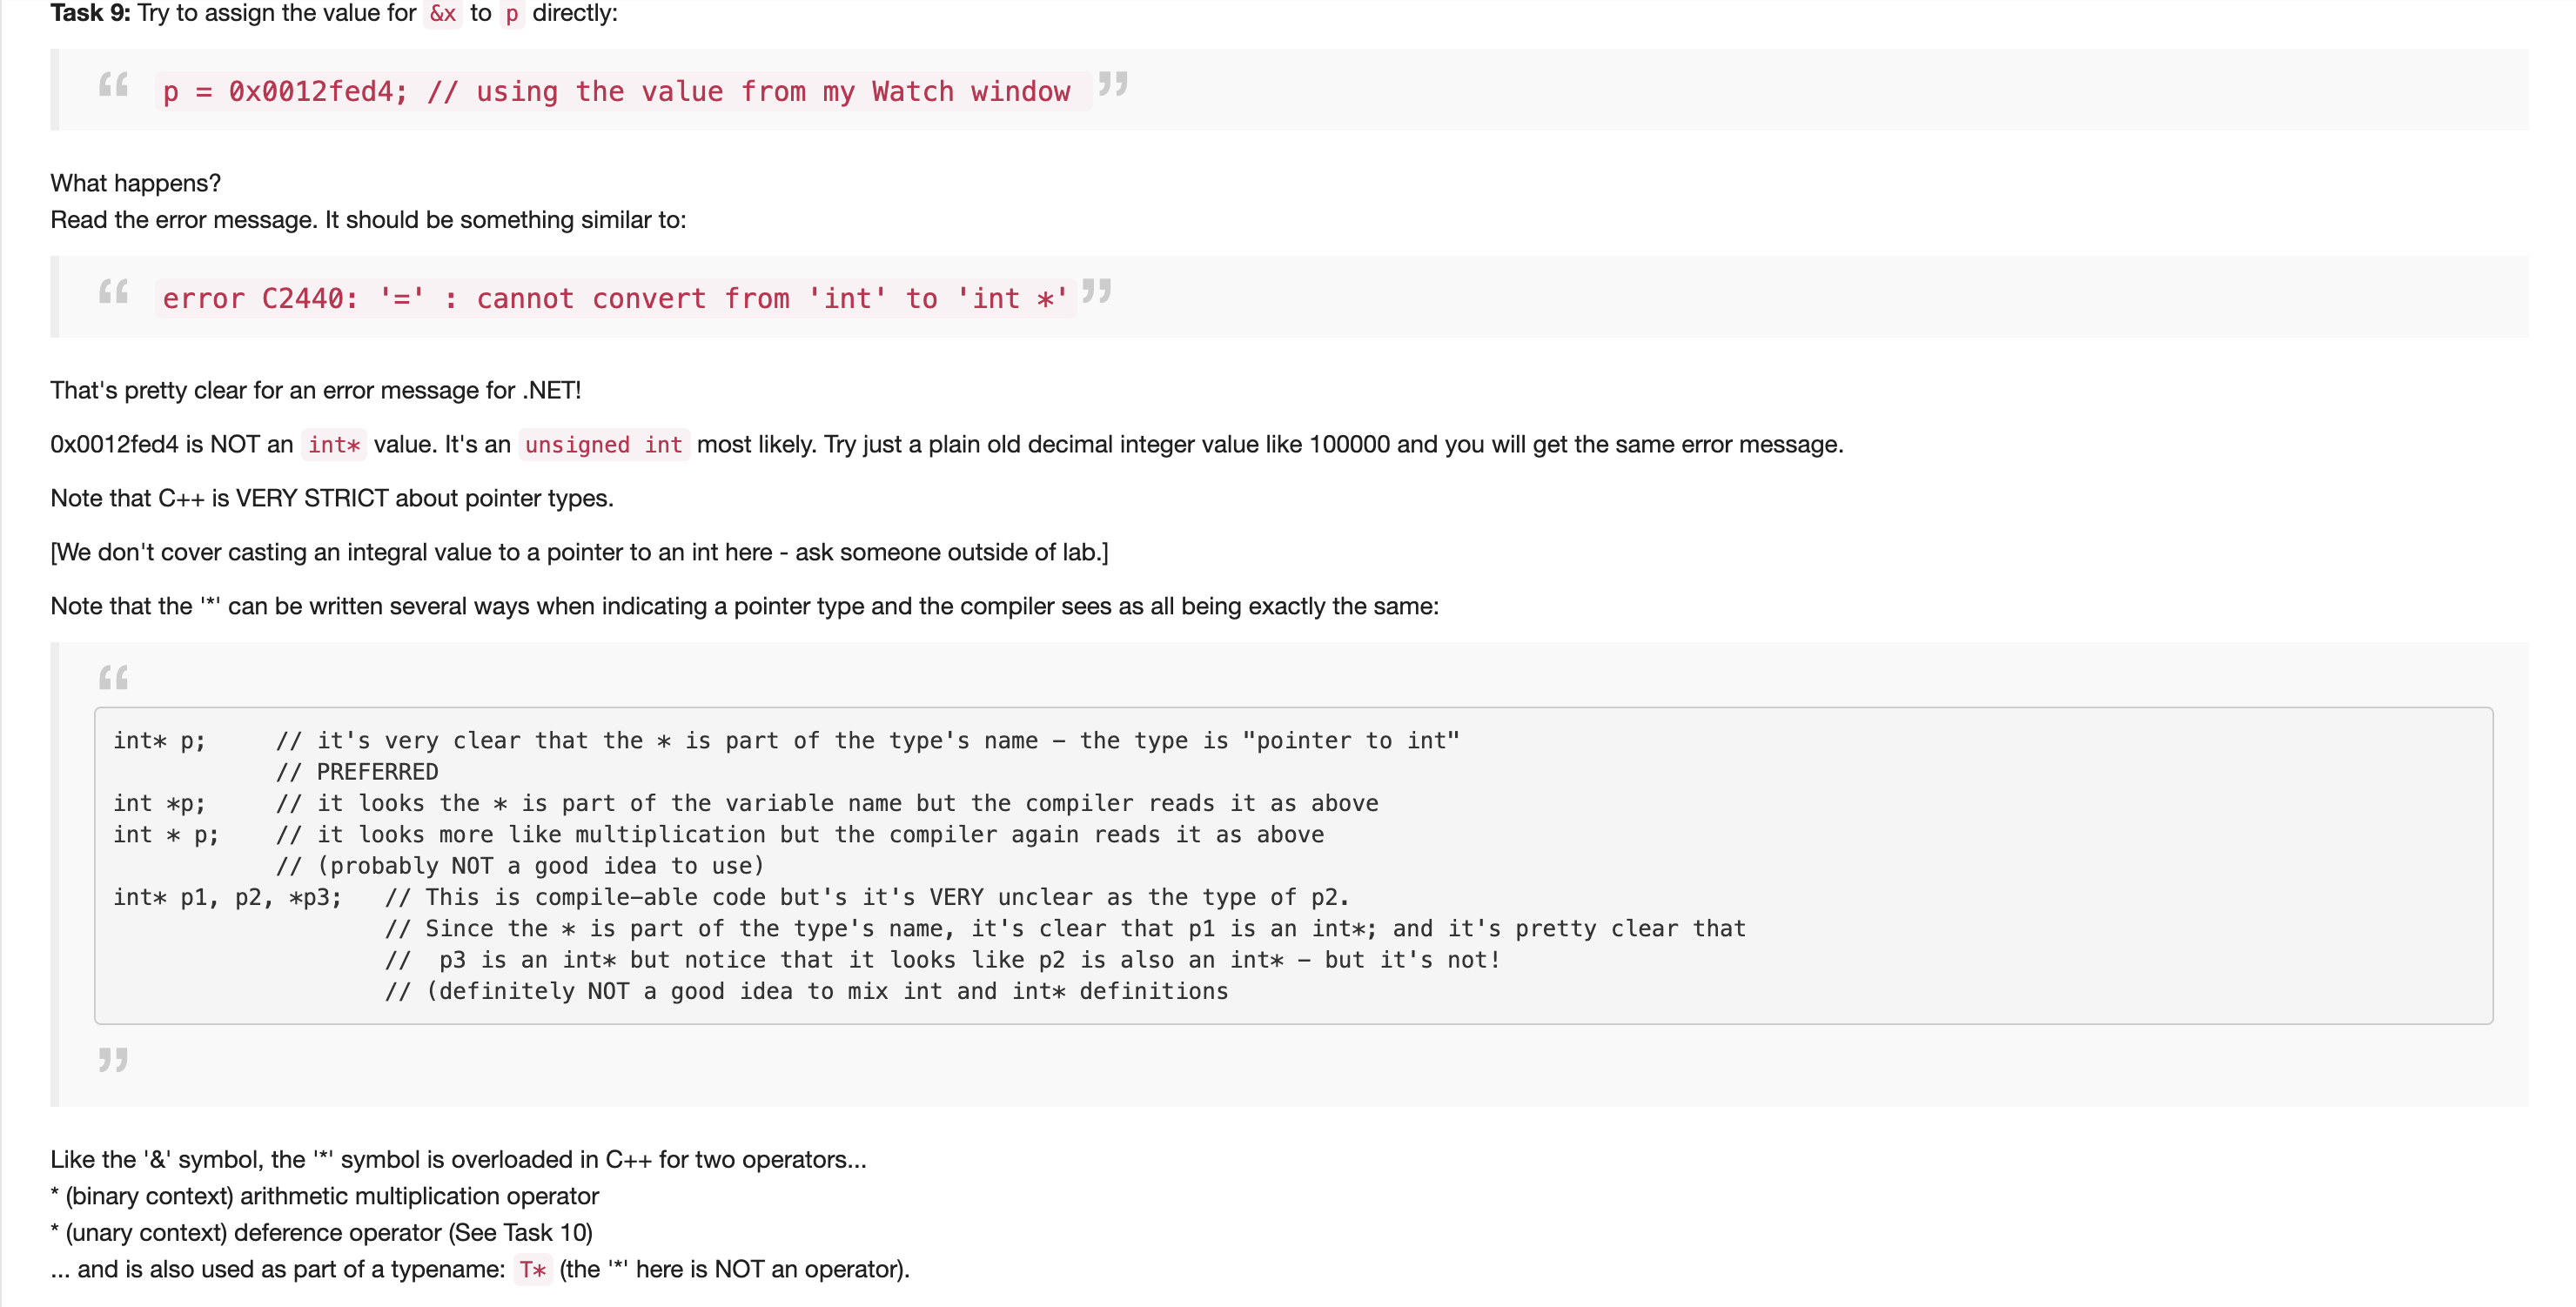 Task 9: Try to assign the value for &x to p directly:
“ p = 0x0012fed4; // using the value from my Watch window ”
What happens?
Read the error message. It should be something similar to:
“ error C2440: '=' : cannot convert from 'int' to 'int *' ”
That's pretty clear for an error message for .NET!
0x0012fed4 is NOT an int* value. It's an unsigned int most likely. Try just a plain old decimal integer value like 100000 and you will get the same error message.
Note that C++ is VERY STRICT about pointer types.
[We don't cover casting an integral value to a pointer to an int here - ask someone outside of lab.]
Note that the '*' can be written several ways when indicating a pointer type and the compiler sees as all being exactly the same:
“
int* p;     // it's very clear that the * is part of the type's name – the type is "pointer to int"
            // PREFERRED
int *p;     // it looks the * is part of the variable name but the compiler reads it as above
int * p;    // it looks more like multiplication but the compiler again reads it as above
            // (probably NOT a good idea to use)
int* p1, p2, *p3;   // This is compile–able code but's it's VERY unclear as the type of p2.
                    // Since the * is part of the type's name, it's clear that p1 is an int*; and it's pretty clear that
                    //  p3 is an int* but notice that it looks like p2 is also an int* – but it's not!
                    // (definitely NOT a good idea to mix int and int* definitions
”
Like the '&' symbol, the '*' symbol is overloaded in C++ for two operators...
* (binary context) arithmetic multiplication operator
* (unary context) deference operator (See Task 10)
... and is also used as part of a typename: T* (the '*' here is NOT an operator).